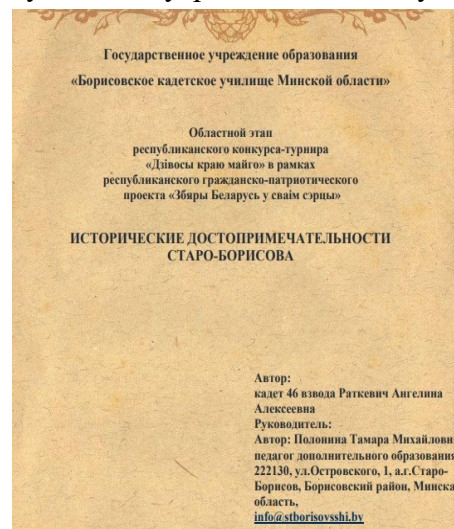 Государственное учреждение образования
«Борисовское кадетское училище Минской области»
Областной этап
республиканского конкурса-турнира
«Дзівосы краю майго» в рамках
республиканского гражданско-патриотического
проекта «Збяры Беларусь у сваім сэрцы»
ИСТОРИЧЕСКИЕ ДОСТОПРИМЕЧАТЕЛЬНОСТИ
СТАРО-БОРИСОВА
Автор:
кадет 46 взвода Раткевич Ангелина
Алексеевна
Руководитель:
Автор: Полонина Тамара Михайловн
педагог дополнительного образования
222130, ул.Островского, 1, а.г.Старо-
Борисов, Борисовский район, Минска
область,
info@stborisovsshi.by